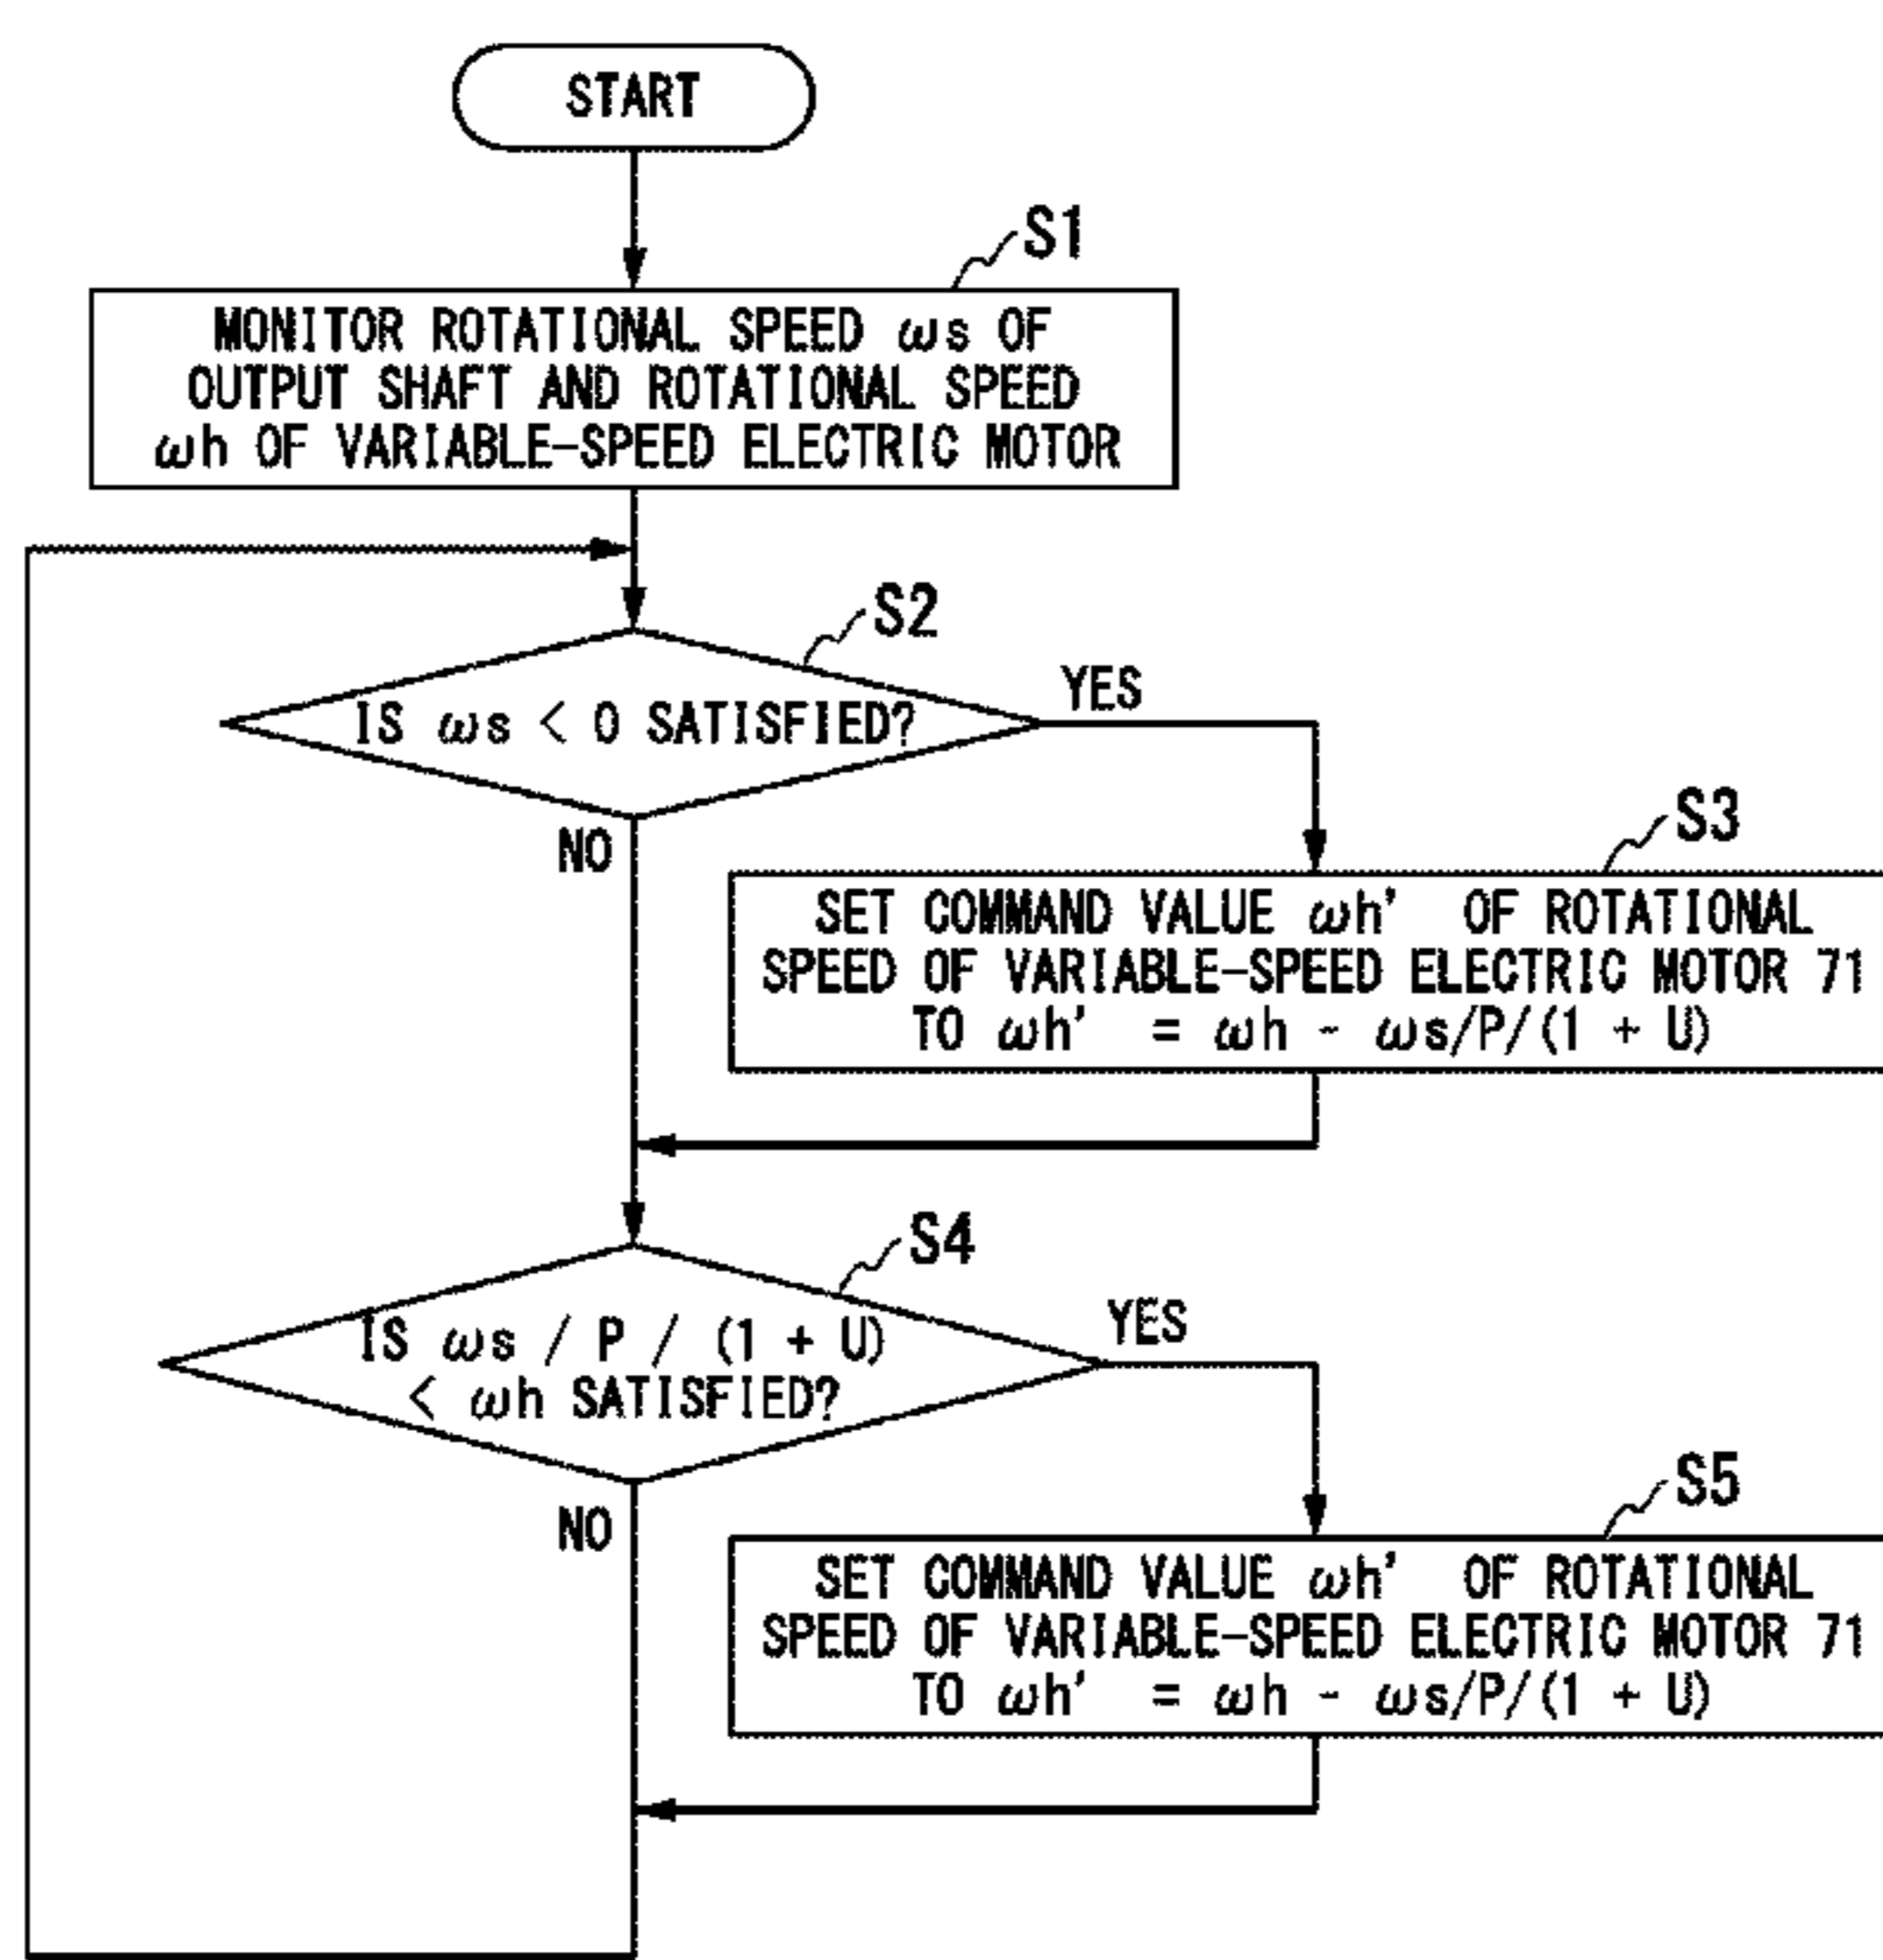 START
S1
MONITOR ROTATIONAL SPEED ωs OF
OUTPUT SHAFT AND ROTATIONAL SPEED
ωh OF VARIABLE-SPEED ELECTRIC MOTOR
S2
IS ωs < 0 SATISFIED?
YES
NO
S3
SET COMMAND VALUE ωh' OF ROTATIONAL
SPEED OF VARIABLE-SPEED ELECTRIC MOTOR 71
TO ωh' = ωh - ωs/P/(1 + U)
S4
IS ωs / P / (1 + U)
< ωh SATISFIED?
YES
NO
S5
SET COMMAND VALUE ωh' OF ROTATIONAL
SPEED OF VARIABLE-SPEED ELECTRIC MOTOR 71
TO ωh' = ωh - ωs/P/(1 + U)